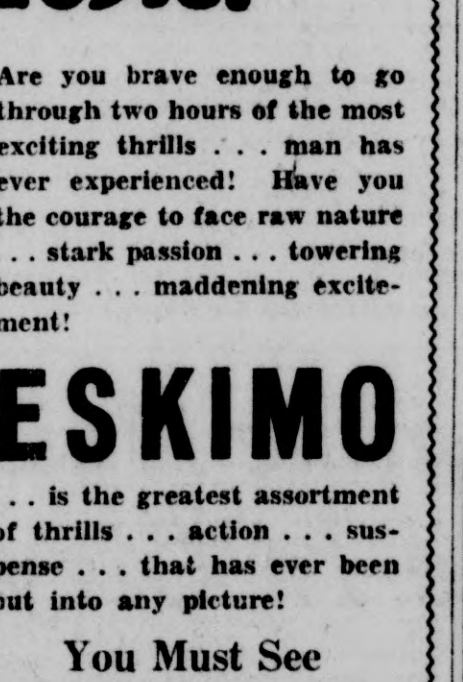 Are you brave enough to go
through two hours of the most
exciting thrills . . . man has
ever experienced! Have you
the courage to face raw nature
. . . stark passion . . . towering
beauty . . . maddening excite-
ment!
ESKIMO
. . . is the greatest assortment
of thrills . . . action . . . sus-
pense . . . that has ever been
put into any picture!
You Must See